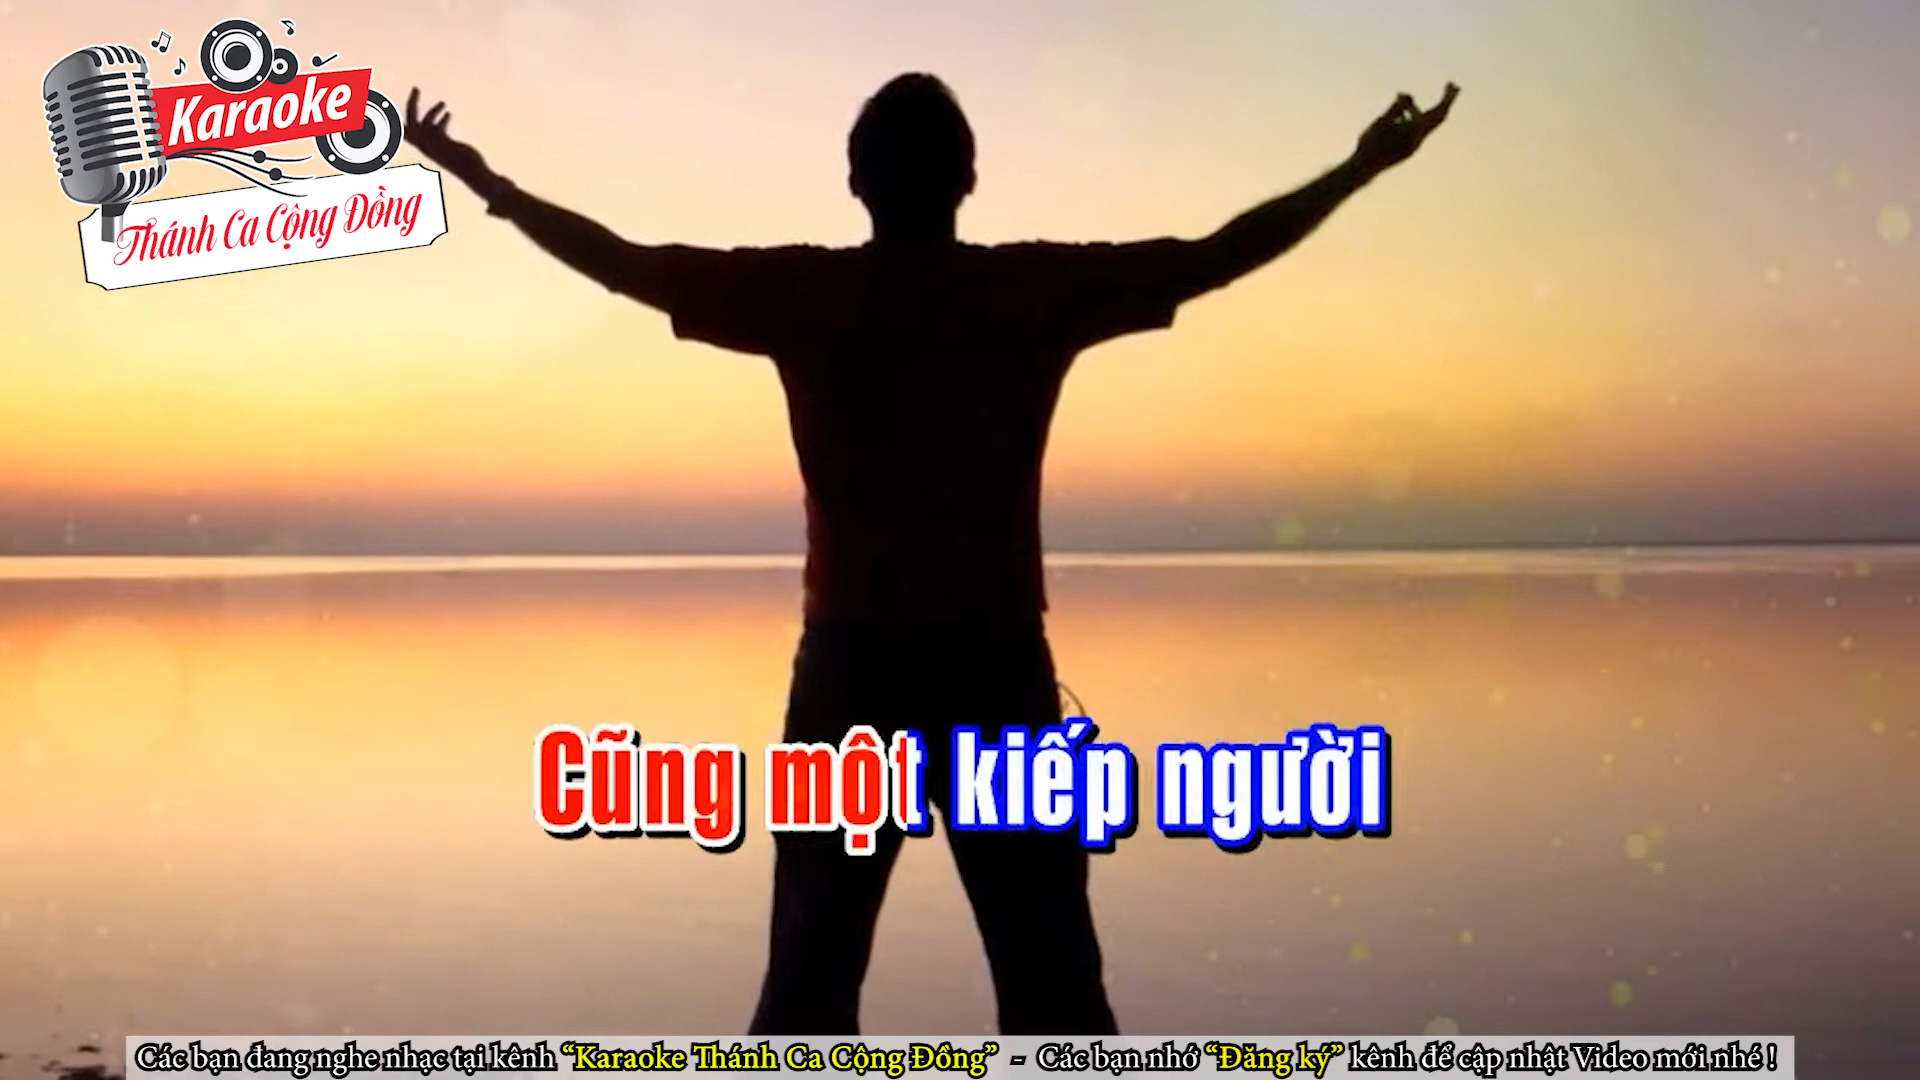 Karaoke
Thánh Ca Cộng Đồng
Cũng một kiếp người
Các bạn đang nghe nhạc tại kênh “Karaoke Thánh Ca Cộng Đồng” - Các bạn nhớ “Đăng ký” kênh để cập nhật Video mới nhé !